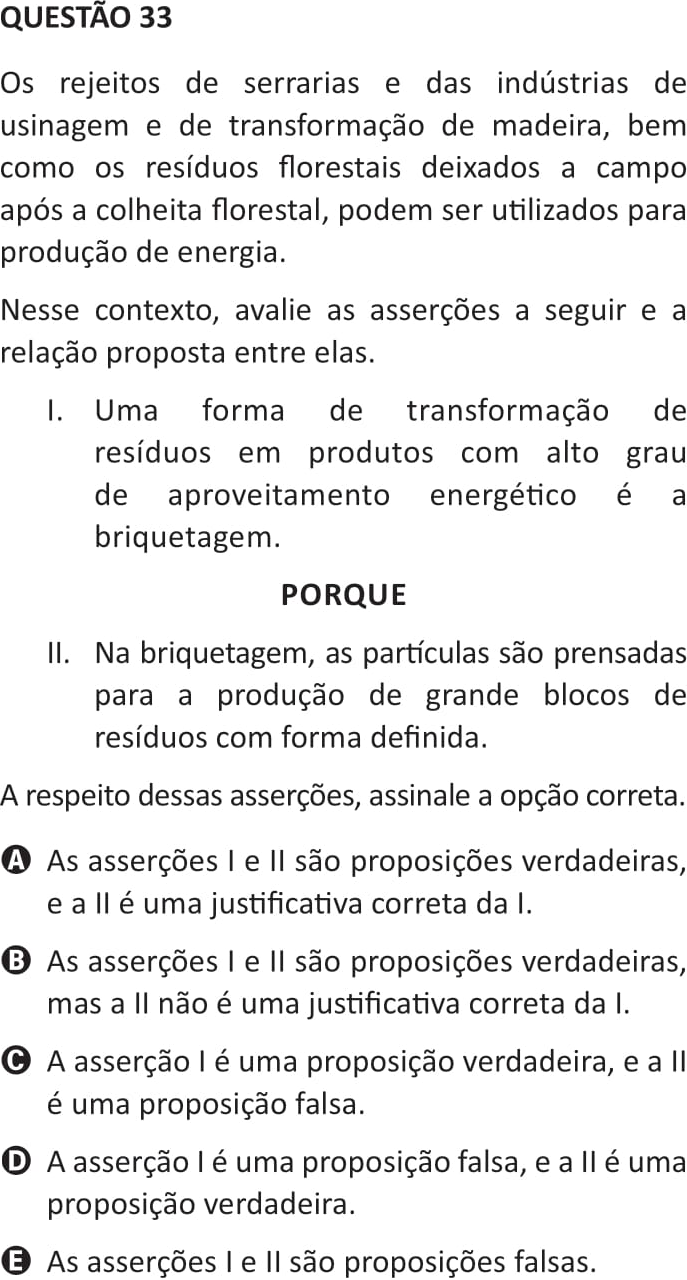 QUESTÃO 33
Os rejeitos de serrarias e das indústrias de
usinagem e de transformação de madeira, bem
como os resíduos florestais deixados a campo
após a colheita florestal, podem ser utilizados para
produção de energia.
Nesse contexto, avalie as asserções a seguir e a
relação proposta entre elas.
I. Uma forma de transformação de
resíduos em produtos com alto grau
de aproveitamento energético é a
briquetagem.
PORQUE
II. Na briquetagem, as partículas são prensadas
para a produção de grande blocos de
resíduos com forma definida.
A respeito dessas asserções, assinale a opção correta.
A As asserções I e II são proposições verdadeiras,
e a II é uma justificativa correta da I.
B As asserções I e II são proposições verdadeiras,
mas a II não é uma justificativa correta da I.
C A asserção I é uma proposição verdadeira, e a II
é uma proposição falsa.
D A asserção I é uma proposição falsa, e a II é uma
proposição verdadeira.
E As asserções I e II são proposições falsas.